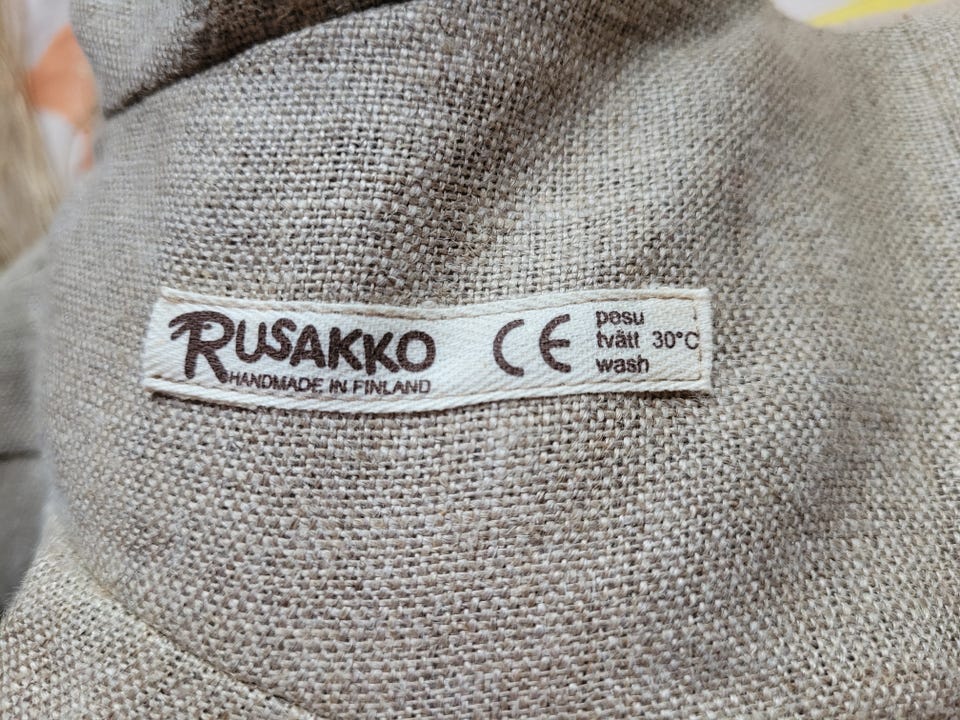 RUSAKKO
HANDMADE IN FINLAND
CE
pesu
tvätt 30°C
wash